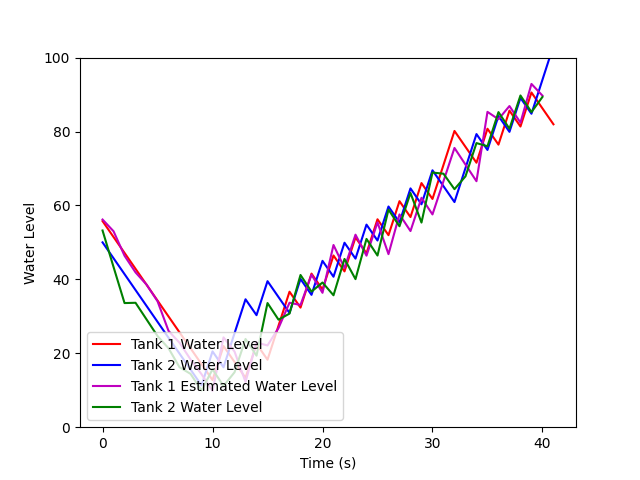 100
80
60
40
20
0
Water Level
Tank 1 Water Level
Tank 2 Water Level
Tank 1 Estimated Water Level
Tank 2 Water Level
0 10 20 30 40
Time (s)